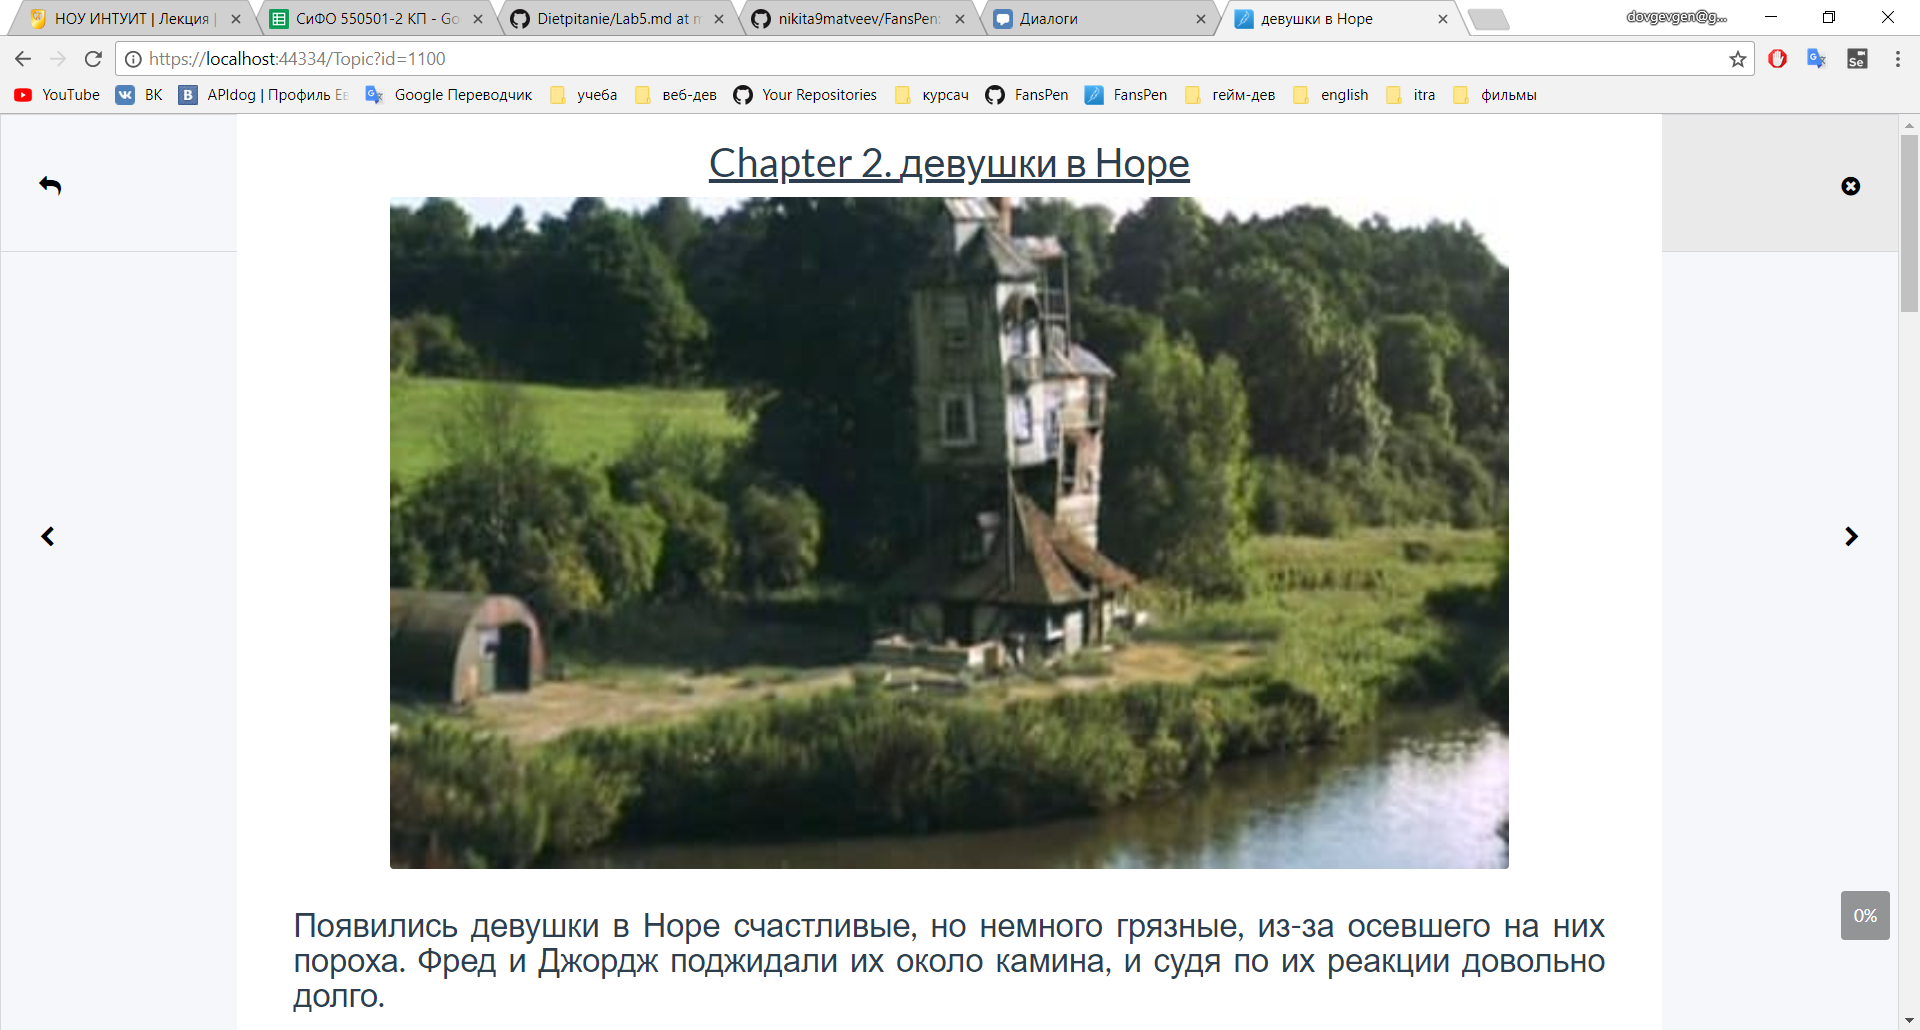 НОУ ИНТУИТ | Лекция |
СиФО 550501-2 КП - Go
Dietpitanie/Lab5.md at m
nikita9matveev/FansPen:
Диалоги
девушки в Норе
dovgevgen@g...
https://localhost:44334/Topic?id=1100
Se
YouTube
ВК
APIdog | Профиль Ев
Google Переводчик
учеба
веб-дев
Your Repositories
курсач
FansPen
FansPen
гейм-дев
english
itra
фильмы
Chapter 2. девушки в Норе
Появились девушки в Норе счастливые, но немного грязные, из-за осевшего на них
пороха. Фред и Джордж поджидали их около камина, и судя по их реакции довольно
долго.
0%